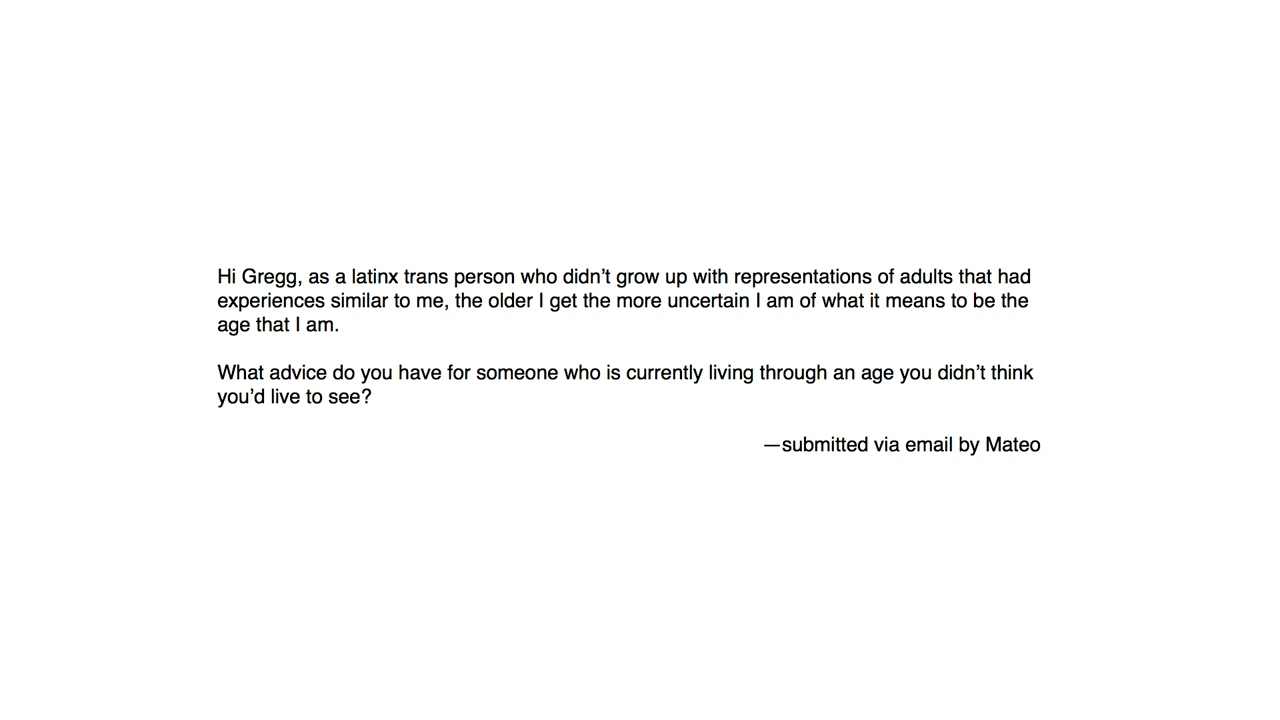 Hi Gregg, as a latinx trans person who didn’t grow up with representations of adults that had
experiences similar to me, the older I get the more uncertain I am of what it means to be the
age that I am.
What advice do you have for someone who is currently living through an age you didn’t think
you’d live to see?
—submitted via email by Mateo